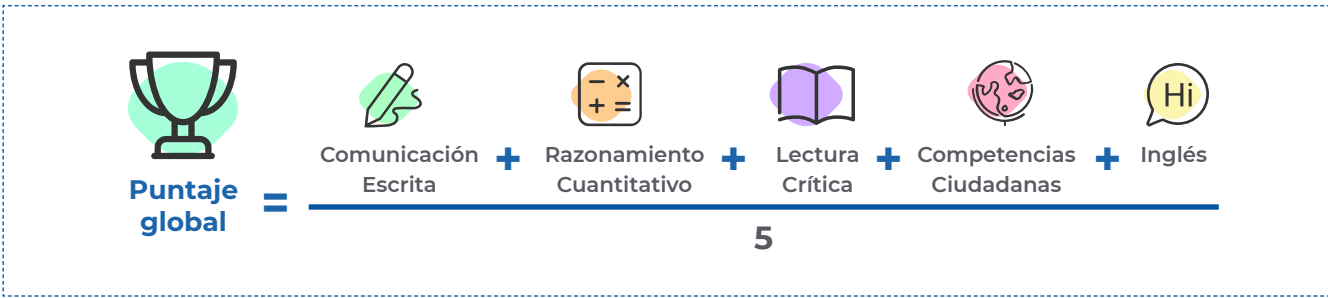 Puntaje
global
=
Comunicación
Escrita
+
Razonamiento
Cuantitativo
+
Lectura
Crítica
+
Competencias
Ciudadanas
+
Hi
Inglés
5